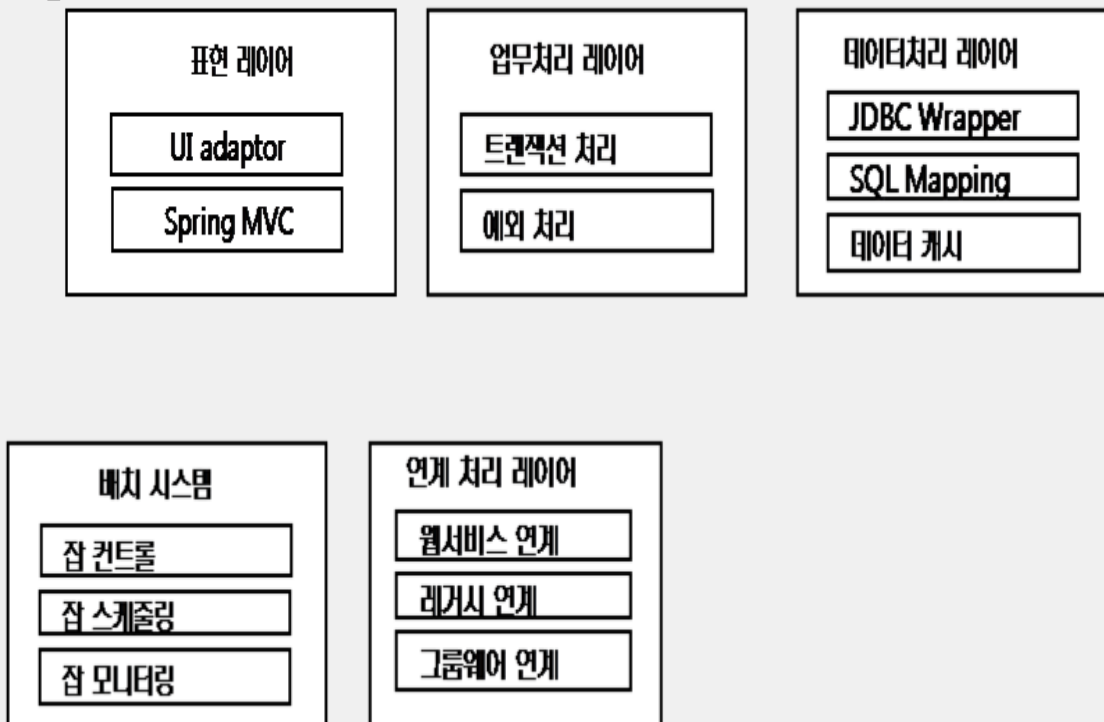 표현 레이어
UI adaptor
Spring MVC
업무처리 레이어
트랜잭션 처리
예외 처리
데이터처리 레이어
JDBC Wrapper
SQL Mapping
데이터 캐시
배치 시스템
잡 컨트롤
잡 스케줄링
잡 모니터링
연계 처리 레이어
웹서비스 연계
레거시 연계
그룹웨어 연계